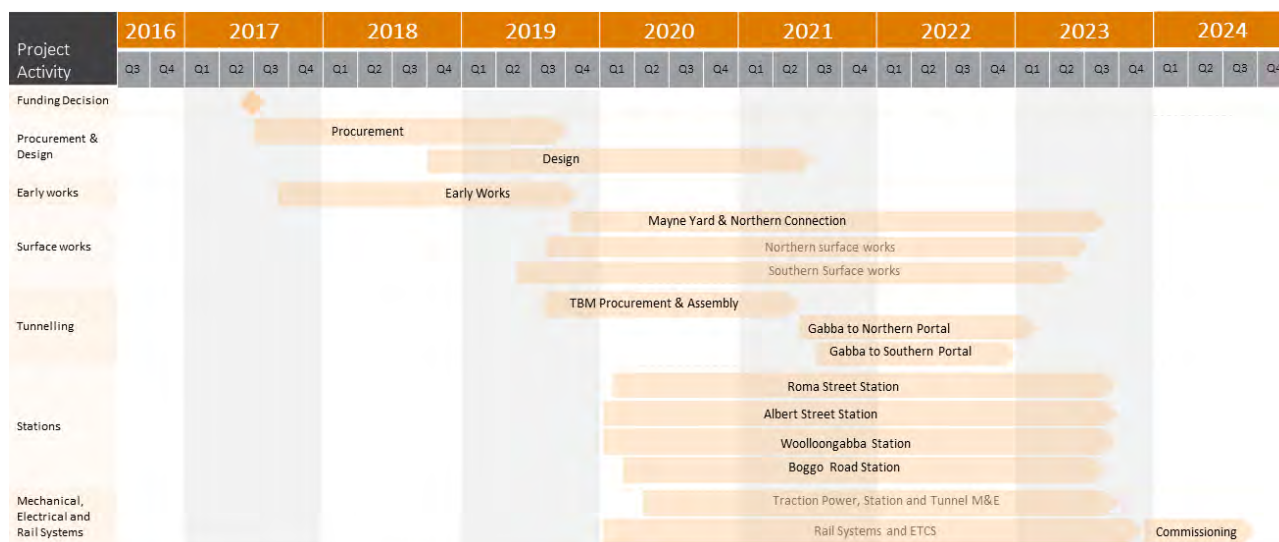 Project
Activity
2016 2017 2018 2019 2020 2021 2022 2023 2024
Q3 Q4 Q1 Q2 Q3 Q4 Q1 Q2 Q3 Q4 Q1 Q2 Q3 Q4 Q1 Q2 Q3 Q4 Q1 Q2 Q3 Q4 Q1 Q2 Q3 Q4 Q1 Q2 Q3 Q4 Q1 Q2 Q3 Q4
Funding Decision
Procurement &
Design
Procurement
Design
Early works
Early Works
Surface works
Mayne Yard & Northern Connection
Northern surface works
Southern Surface works
Tunnelling
TBM Procurement & Assembly
Gabba to Northern Portal
Gabba to Southern Portal
Stations
Roma Street Station
Albert Street Station
Woolloongabba Station
Boggo Road Station
Mechanical,
Electrical and
Rail Systems
Traction Power, Station and Tunnel M&E
Rail Systems and ETCS
Commissioning